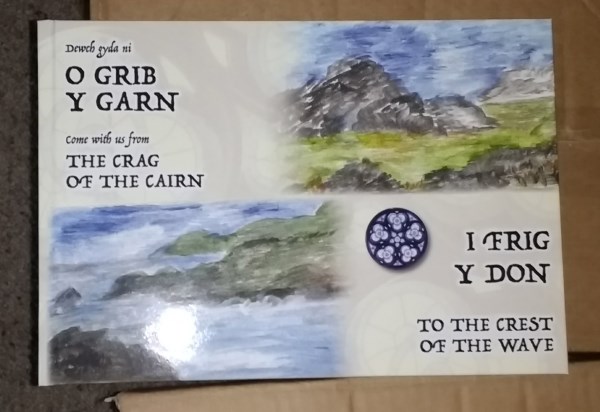 Dewch gyda ni
O GRIB
Y GARN
Come with us from
THE CRAG
OF THE CAIRN
I FRIG
Y DON
TO THE CREST
OF THE WAVE